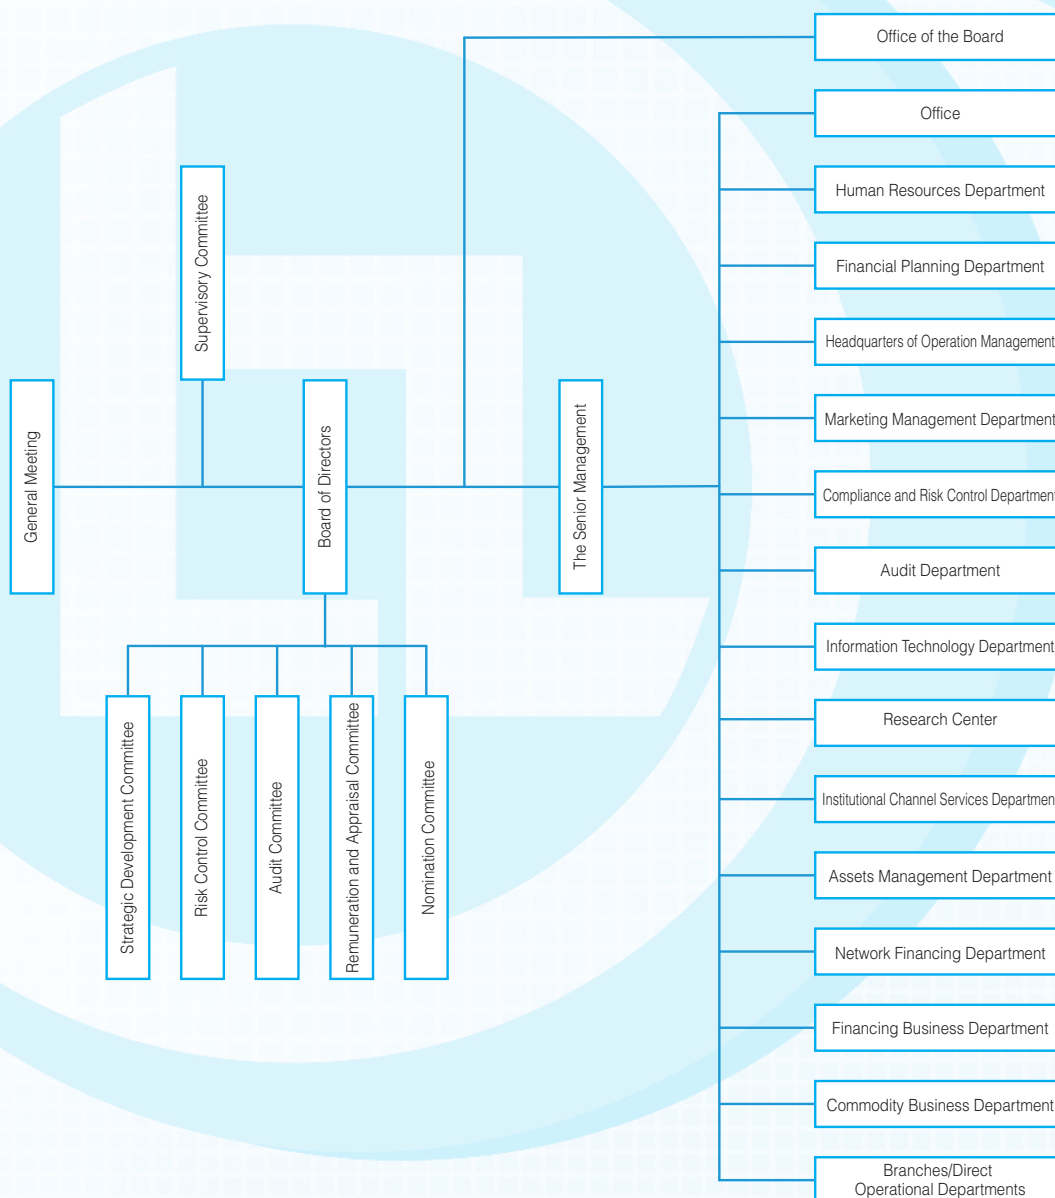 General Meeting
Supervisory Committee
Board of Directors
Strategic Development Committee
Risk Control Committee
Audit Committee
Remuneration and Appraisal Committee
Nomination Committee
The Senior Management
Office of the Board
Office
Human Resources Department
Financial Planning Department
Headquarters of Operation Management
Marketing Management Department
Compliance and Risk Control Department
Audit Department
Information Technology Department
Research Center
Institutional Channel Services Department
Assets Management Department
Network Financing Department
Financing Business Department
Commodity Business Department
Branches/Direct
Operational Departments